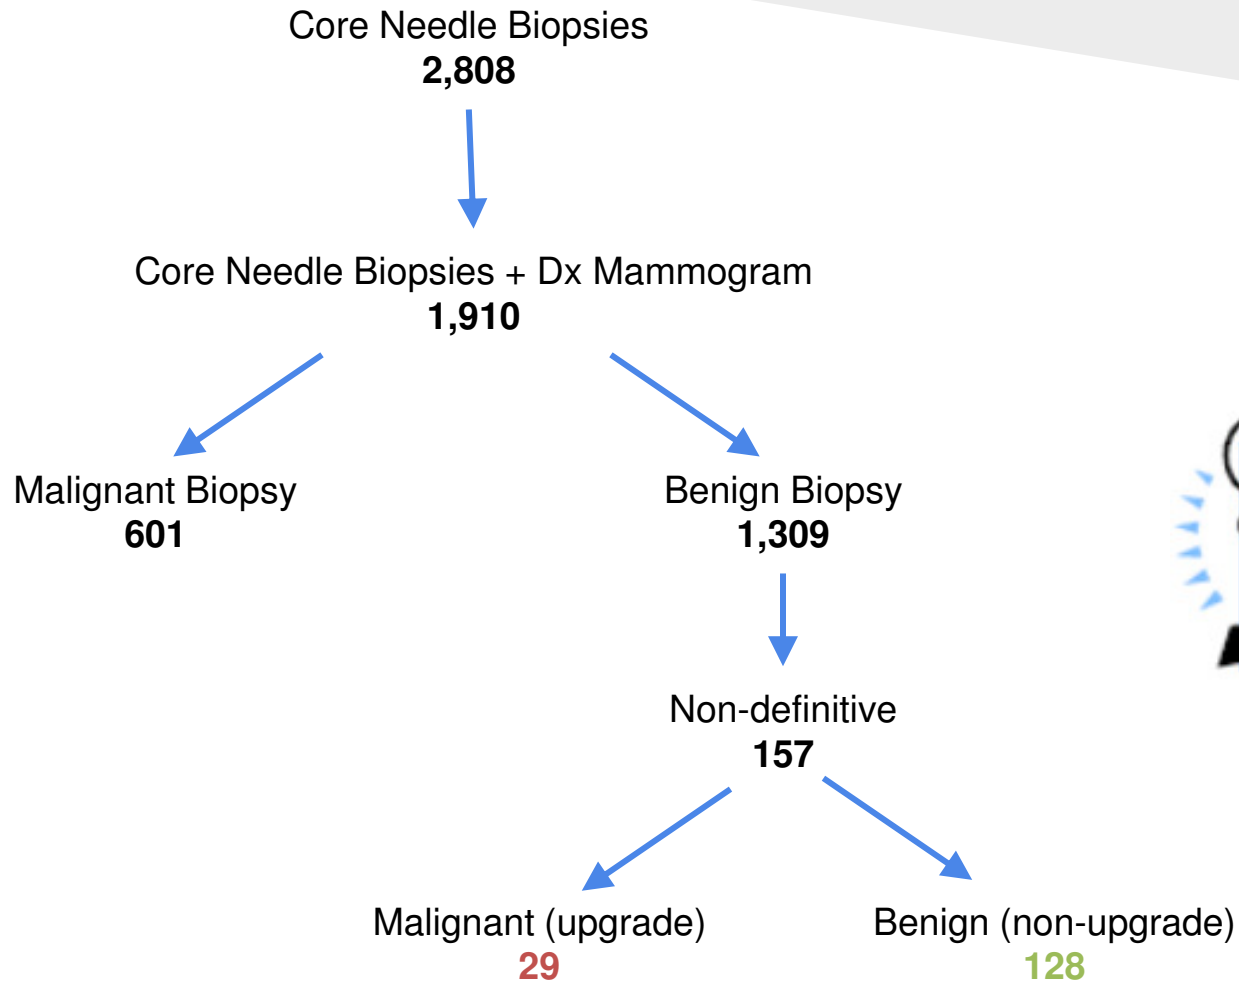 Core Needle Biopsies
2,808
Core Needle Biopsies + Dx Mammogram
1,910
Malignant Biopsy
601
Benign Biopsy
1,309
Non-definitive
157
Malignant (upgrade)
29
Benign (non-upgrade)
128